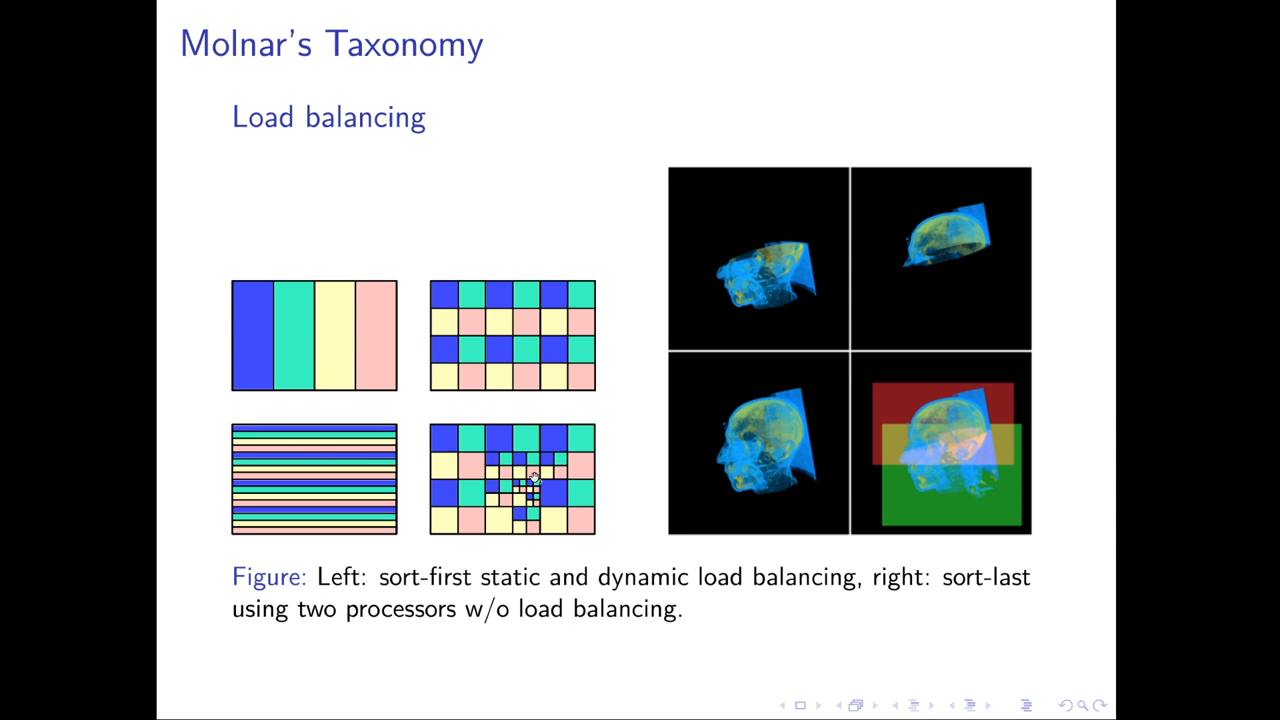 Molnar's Taxonomy
Load balancing
Figure: Left: sort-first static and dynamic load balancing, right: sort-last
using two processors w/o load balancing.